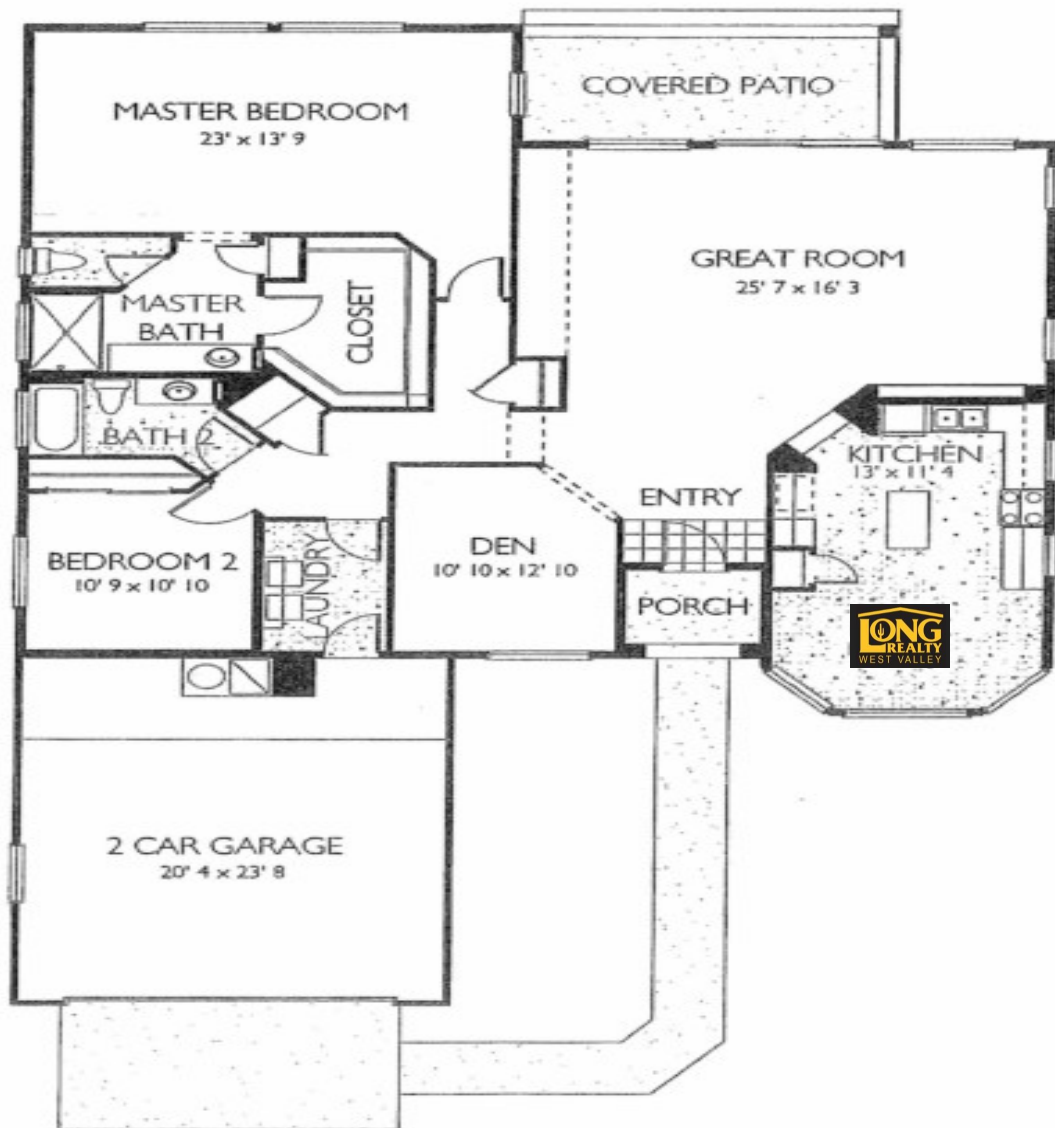 COVERED PATIO
MASTER BEDROOM
23' x 13' 9
GREAT ROOM
25' 7 x 16' 3
MASTER
BATH
CLOSET
BATH 2
KITCHEN
13' x 11' 4
ENTRY
BEDROOM 2
10' 9 x 10' 10
LAUNDRY
DEN
10' 10 x 12' 10
PORCH
LONG
REALTY
WEST VALLEY
2 CAR GARAGE
20' 4 x 23' 8